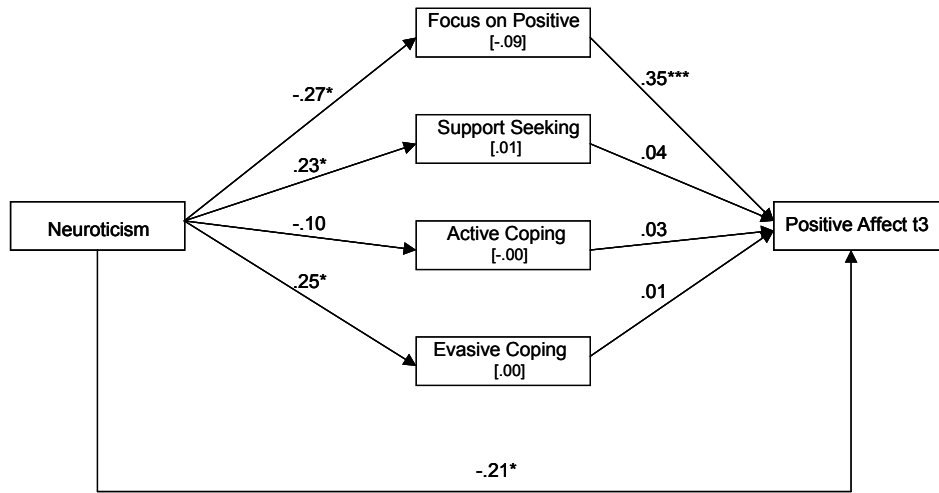 Focus on Positive
[-.09]
-.27*
.35***
Support Seeking
[.01]
.23*
.04
Neuroticism
-.10
Active Coping
[-.00]
.03
Positive Affect t3
.25*
.01
Evasive Coping
[.00]
-.21*